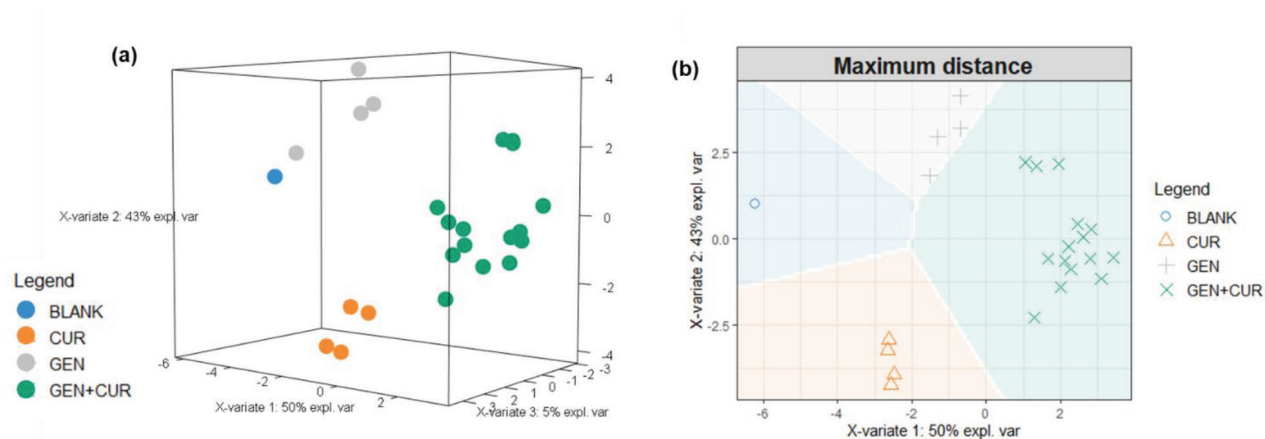 (a)
4
2
0
-2
-4
X-variate 2: 43% expl. var
-6
-4
-2
0
2
X-variate 1: 50% expl. var
3
2
1
0
-1
-2
-3
X-variate 3: 5% expl. var
Legend
BLANK
CUR
GEN
GEN+CUR
(b)
Maximum distance
X-variate 2: 43% expl. var
2.5
0.0
-2.5
-6
-4
-2
0
2
X-variate 1: 50% expl. var
Legend
BLANK
CUR
GEN
GEN+CUR